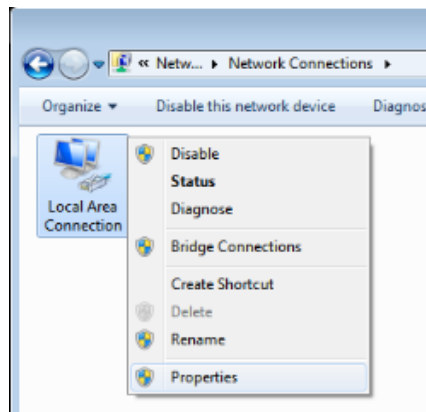 « Netw... ▸ Network Connections ▸
Organize ▾ Disable this network device Diagnos
Local Area
Connection
Disable
Status
Diagnose
Bridge Connections
Create Shortcut
Delete
Rename
Properties